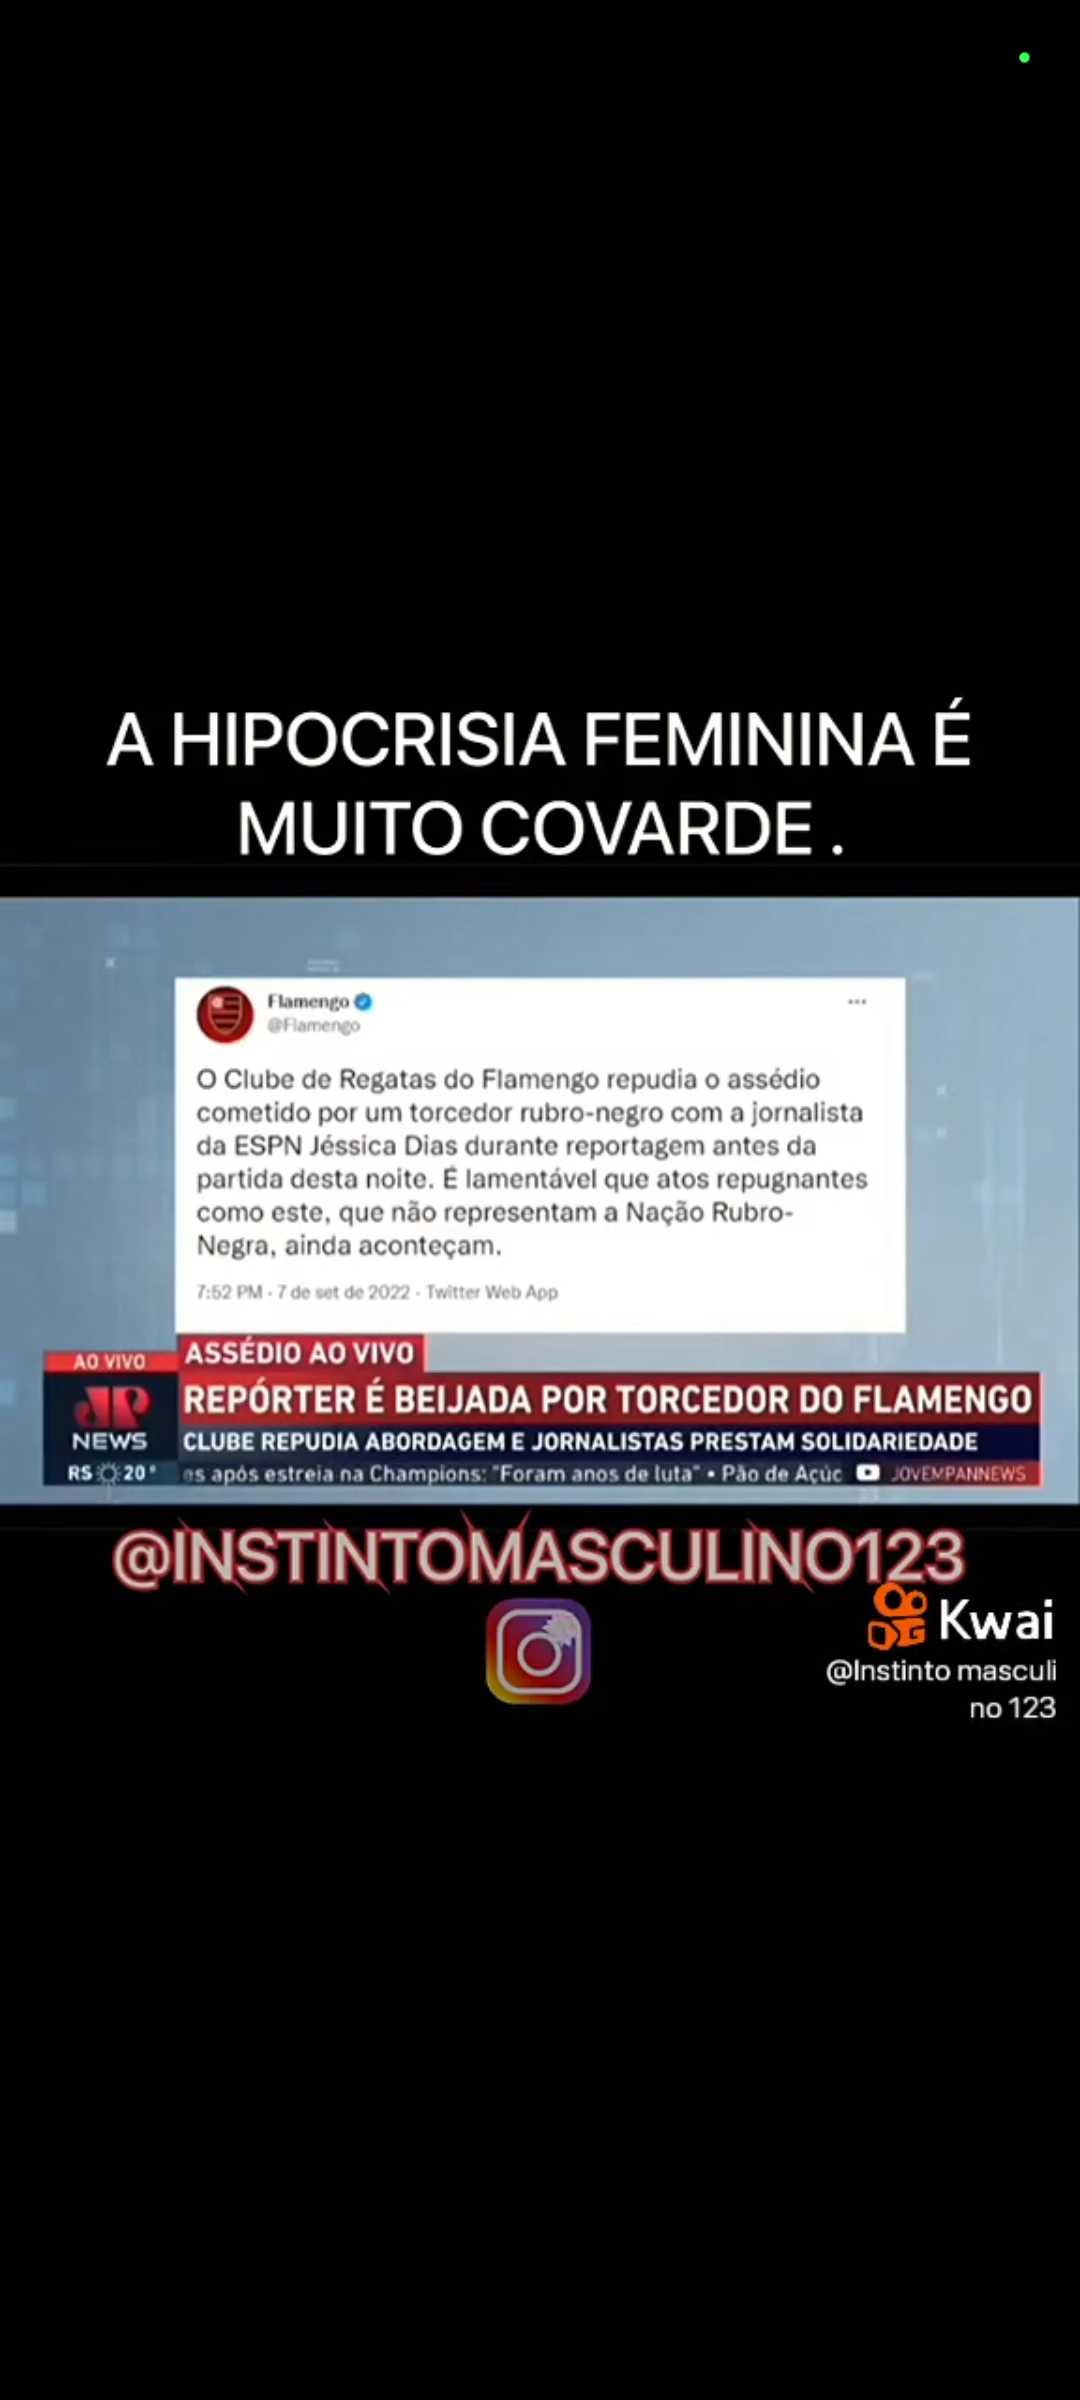 A HIPOCRISIA FEMININA É
MUITO COVARDE .
Flamengo
@Flamengo
O Clube de Regatas do Flamengo repudia o assédio
cometido por um torcedor rubro-negro com a jornalista
da ESPN Jéssica Dias durante reportagem antes da
partida desta noite. É lamentável que atos repugnantes
como este, que não representam a Nação Rubro-
Negra, ainda aconteçam.
7:52 PM · 7 de set de 2022 · Twitter Web App
ASSÉDIO AO VIVO
AO VIVO
REPÓRTER É BEIJADA POR TORCEDOR DO FLAMENGO
JP
NEWS
CLUBE REPUDIA ABORDAGEM E JORNALISTAS PRESTAM SOLIDARIEDADE
RS 20°
es após estreia na Champions: "Foram anos de luta" • Pão de Açúc
JOVEMPANNEWS
@INSTINTOMASCULINO123
Kwai
@Instinto masculi
no 123